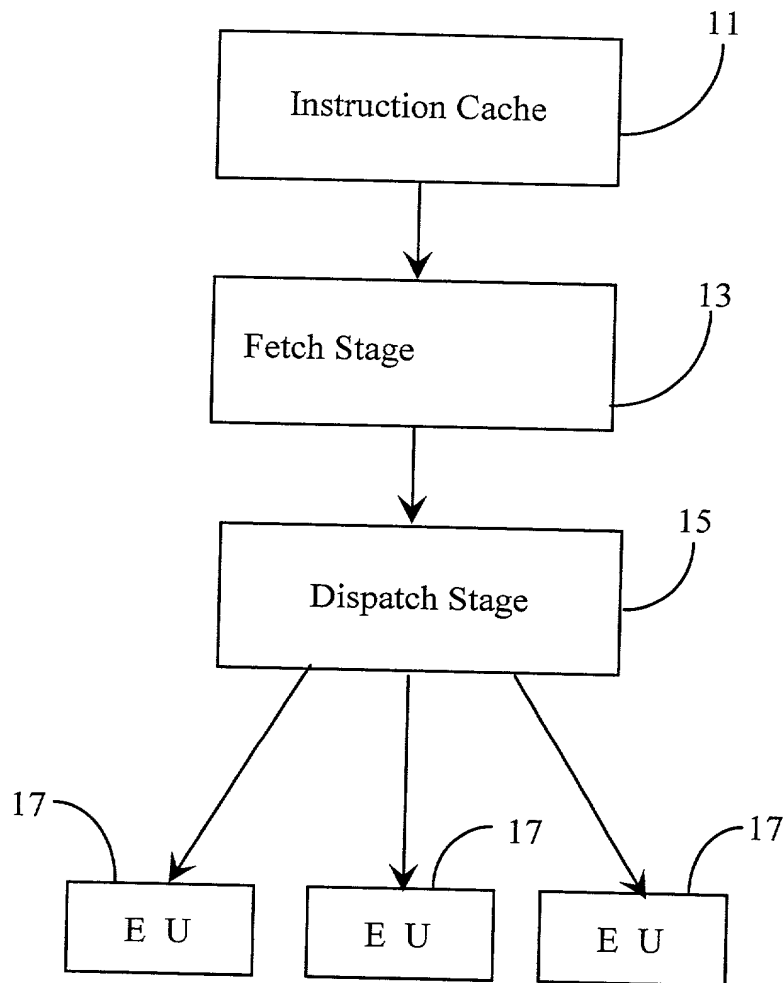 11
Instruction Cache
13
Fetch Stage
15
Dispatch Stage
17
17
17
E U
E U
E U